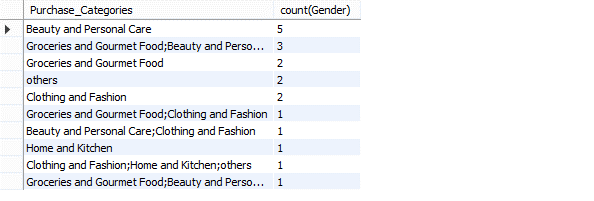 Purchase_Categories count(Gender)
Beauty and Personal Care 5
Groceries and Gourmet Food;Beauty and Perso... 3
Groceries and Gourmet Food 2
others 2
Clothing and Fashion 2
Groceries and Gourmet Food;Clothing and Fashion 1
Beauty and Personal Care;Clothing and Fashion 1
Home and Kitchen 1
Clothing and Fashion;Home and Kitchen;others 1
Groceries and Gourmet Food;Beauty and Perso... 1